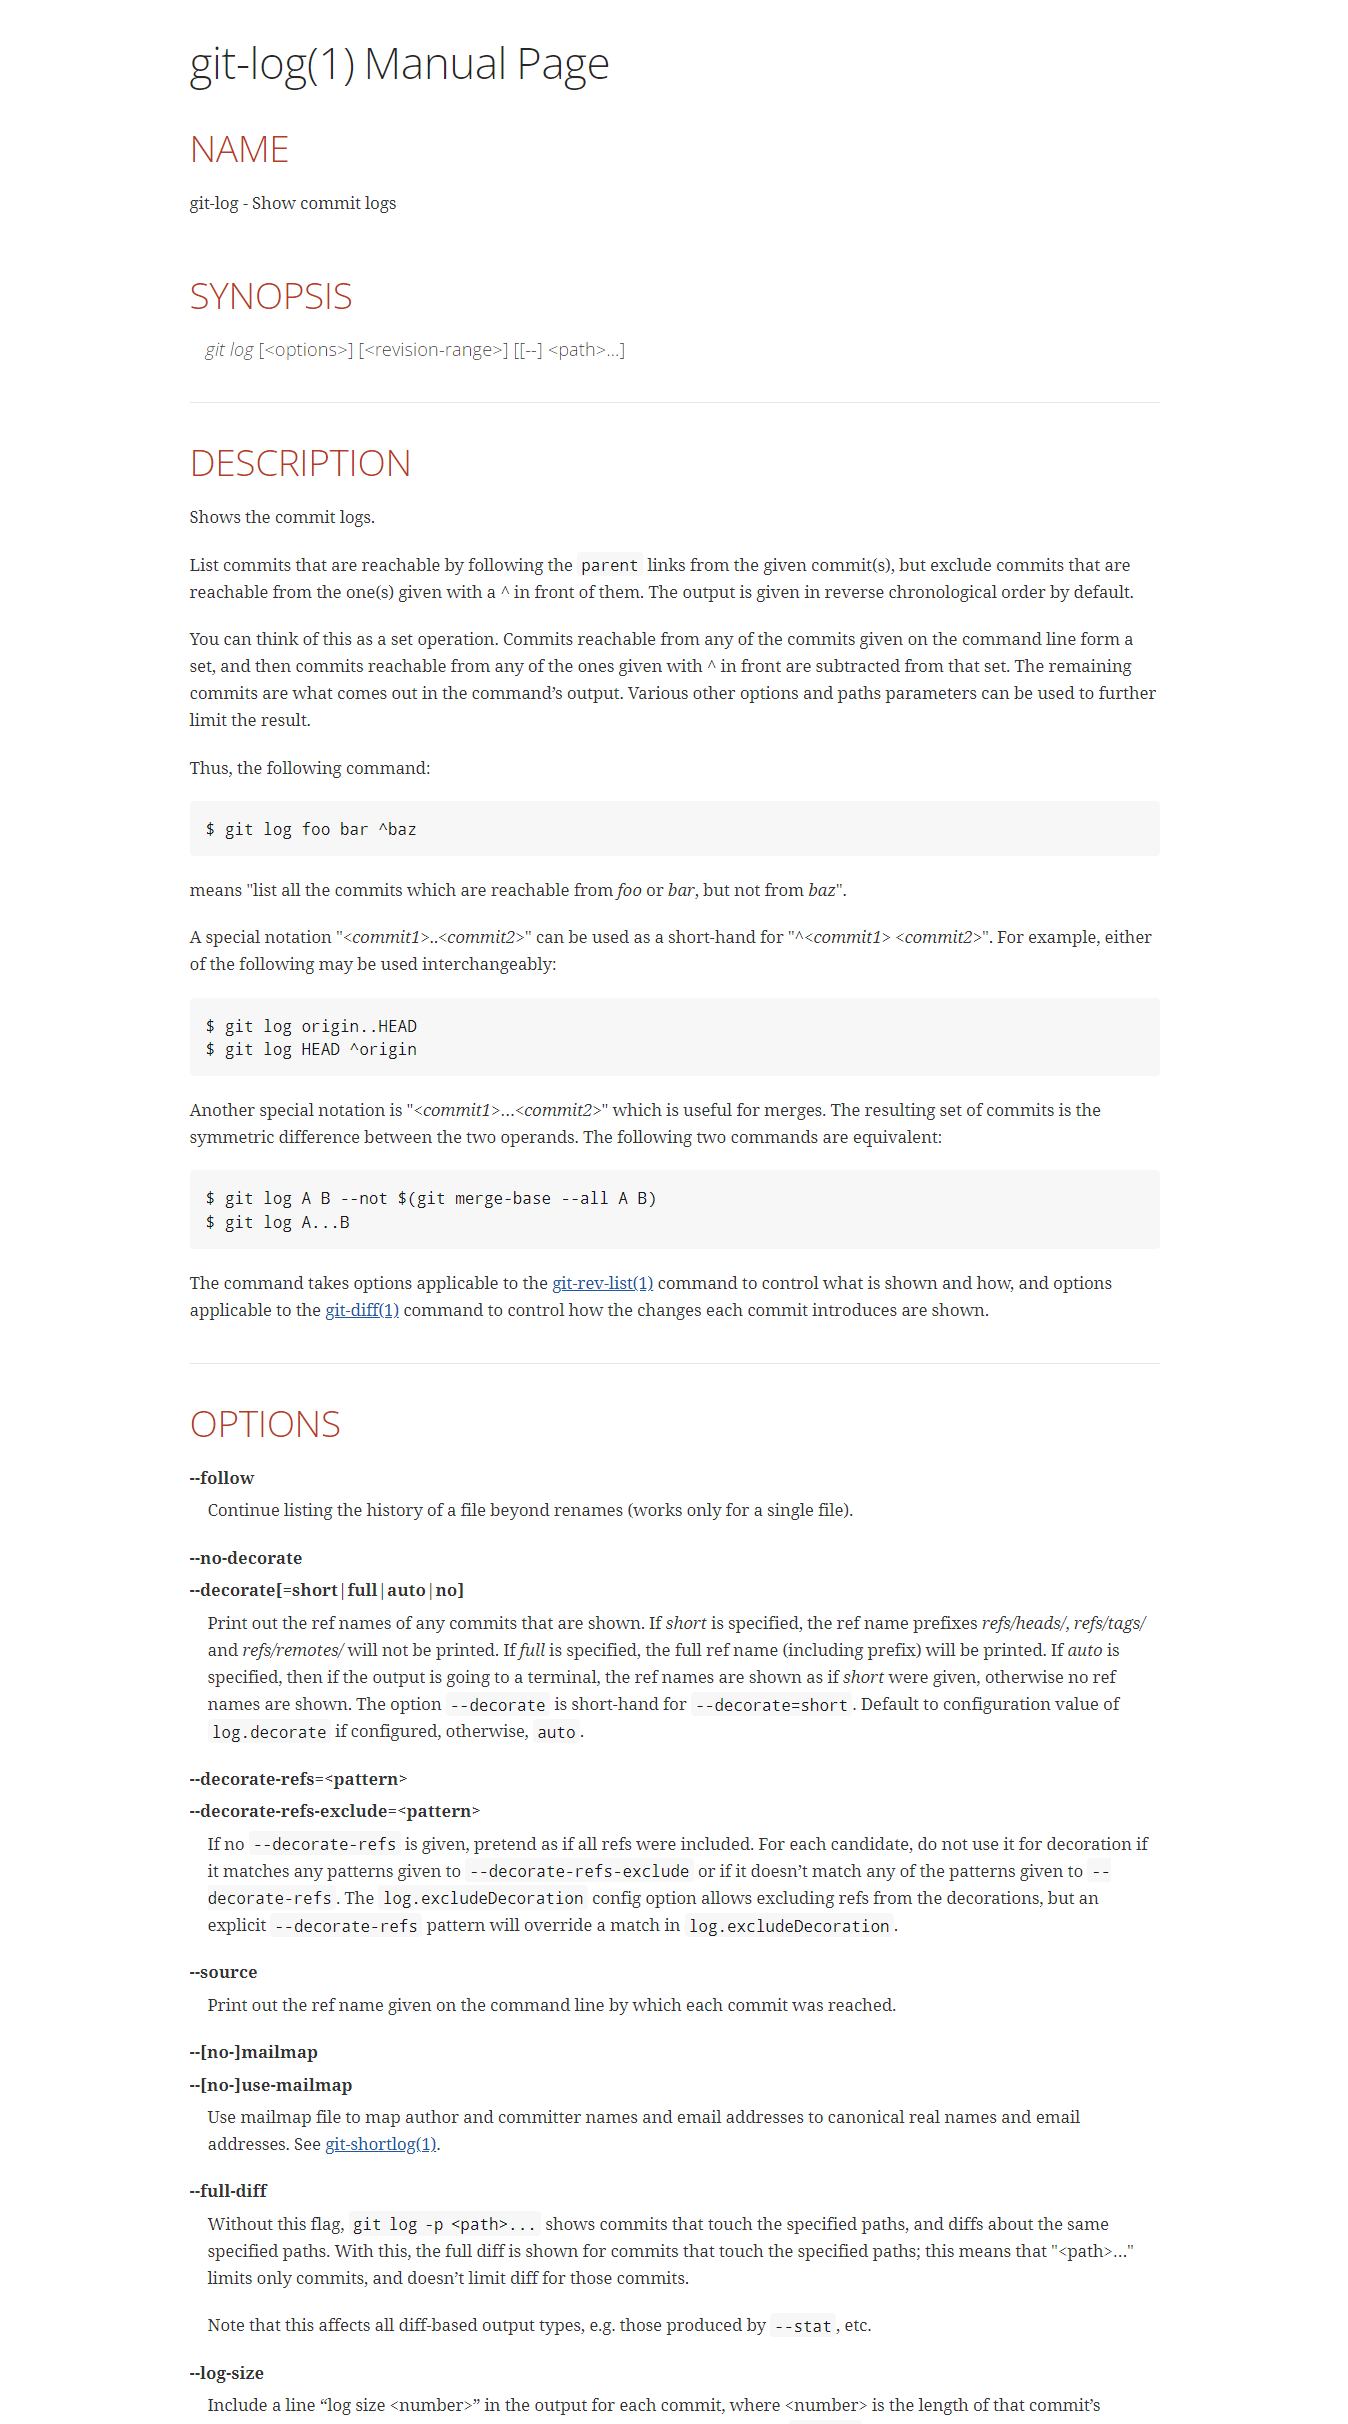 git-log(1) Manual Page
NAME
git-log - Show commit logs
SYNOPSIS
git log [<options>] [<revision-range>] [[--] <path>…​]
DESCRIPTION
Shows the commit logs.
List commits that are reachable by following the parent links from the given commit(s), but exclude commits that are
reachable from the one(s) given with a ^ in front of them. The output is given in reverse chronological order by default.
You can think of this as a set operation. Commits reachable from any of the commits given on the command line form a
set, and then commits reachable from any of the ones given with ^ in front are subtracted from that set. The remaining
commits are what comes out in the command’s output. Various other options and paths parameters can be used to further
limit the result.
Thus, the following command:
$ git log foo bar ^baz
means "list all the commits which are reachable from foo or bar, but not from baz".
A special notation "<commit1>..<commit2>" can be used as a short-hand for "^<commit1> <commit2>". For example, either
of the following may be used interchangeably:
$ git log origin..HEAD
$ git log HEAD ^origin
Another special notation is "<commit1>…​<commit2>" which is useful for merges. The resulting set of commits is the
symmetric difference between the two operands. The following two commands are equivalent:
$ git log A B --not $(git merge-base --all A B)
$ git log A...B
The command takes options applicable to the git-rev-list(1) command to control what is shown and how, and options
applicable to the git-diff(1) command to control how the changes each commit introduces are shown.
OPTIONS
--follow
Continue listing the history of a file beyond renames (works only for a single file).
--no-decorate
--decorate[=short|full|auto|no]
Print out the ref names of any commits that are shown. If short is specified, the ref name prefixes refs/heads/, refs/tags/
and refs/remotes/ will not be printed. If full is specified, the full ref name (including prefix) will be printed. If auto is
specified, then if the output is going to a terminal, the ref names are shown as if short were given, otherwise no ref
names are shown. The option --decorate is short-hand for --decorate=short. Default to configuration value of
log.decorate if configured, otherwise, auto.
--decorate-refs=<pattern>
--decorate-refs-exclude=<pattern>
If no --decorate-refs is given, pretend as if all refs were included. For each candidate, do not use it for decoration if
it matches any patterns given to --decorate-refs-exclude or if it doesn’t match any of the patterns given to --
decorate-refs. The log.excludeDecoration config option allows excluding refs from the decorations, but an
explicit --decorate-refs pattern will override a match in log.excludeDecoration.
--source
Print out the ref name given on the command line by which each commit was reached.
--[no-]mailmap
--[no-]use-mailmap
Use mailmap file to map author and committer names and email addresses to canonical real names and email
addresses. See git-shortlog(1).
--full-diff
Without this flag, git log -p <path>... shows commits that touch the specified paths, and diffs about the same
specified paths. With this, the full diff is shown for commits that touch the specified paths; this means that "<path>…​"
limits only commits, and doesn’t limit diff for those commits.
Note that this affects all diff-based output types, e.g. those produced by --stat, etc.
--log-size
Include a line “log size <number>” in the output for each commit, where <number> is the length of that commit’s